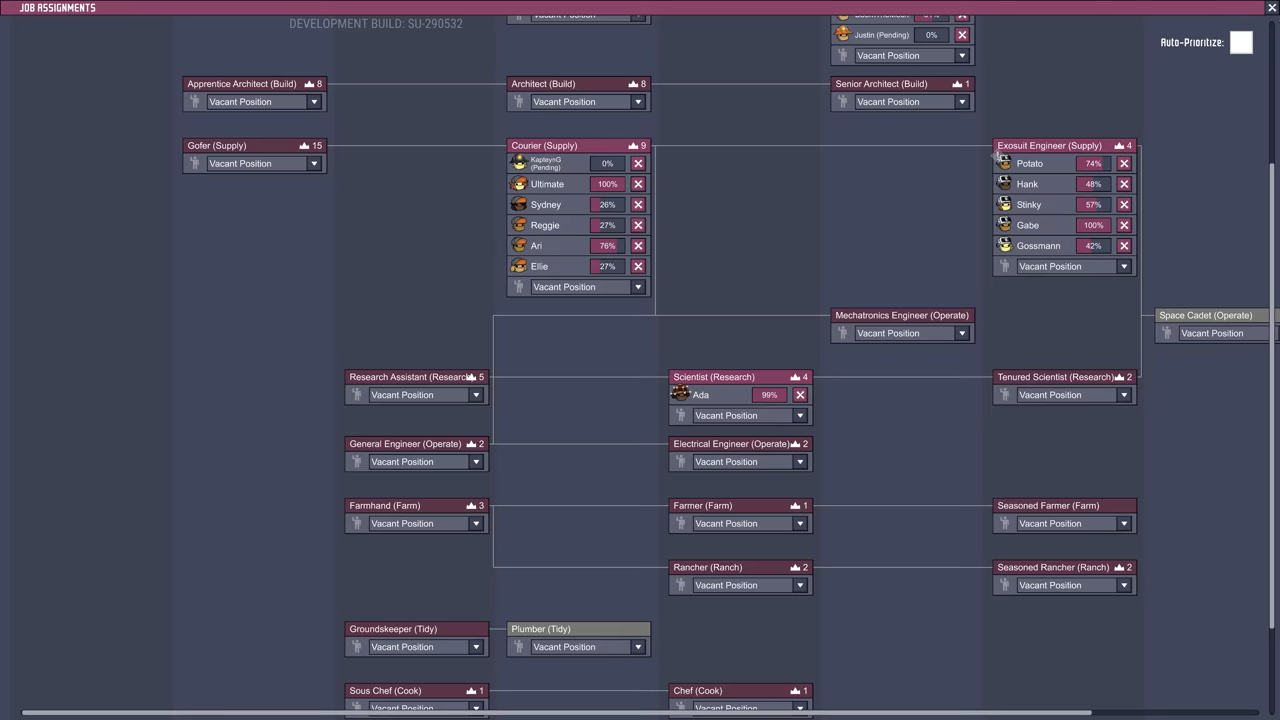 JOB ASSIGNMENTS
DEVELOPMENT BUILD: SU-290532
Auto-Prioritize:
Justin (Pending) 0%
Vacant Position
Apprentice Architect (Build) 8
Vacant Position
Architect (Build) 8
Vacant Position
Senior Architect (Build) 1
Vacant Position
Gofer (Supply) 15
Vacant Position
Courier (Supply) 9
KapteynG
(Pending) 0%
Ultimate 100%
Sydney 26%
Reggie 27%
Ari 76%
Ellie 27%
Vacant Position
Exosuit Engineer (Supply) 4
Potato 74%
Hank 48%
Stinky 57%
Gabe 100%
Gossmann 42%
Vacant Position
Mechatronics Engineer (Operate)
Vacant Position
Space Cadet (Operate)
Vacant Position
Research Assistant (Researc 5
Vacant Position
Scientist (Research) 4
Ada 99%
Vacant Position
Tenured Scientist (Research) 2
Vacant Position
General Engineer (Operate) 2
Vacant Position
Electrical Engineer (Operate) 2
Vacant Position
Farmhand (Farm) 3
Vacant Position
Farmer (Farm) 1
Vacant Position
Seasoned Farmer (Farm)
Vacant Position
Rancher (Ranch) 2
Vacant Position
Seasoned Rancher (Ranch) 2
Vacant Position
Groundskeeper (Tidy)
Vacant Position
Plumber (Tidy)
Vacant Position
Sous Chef (Cook) 1
Vacant Position
Chef (Cook) 1
Vacant Position